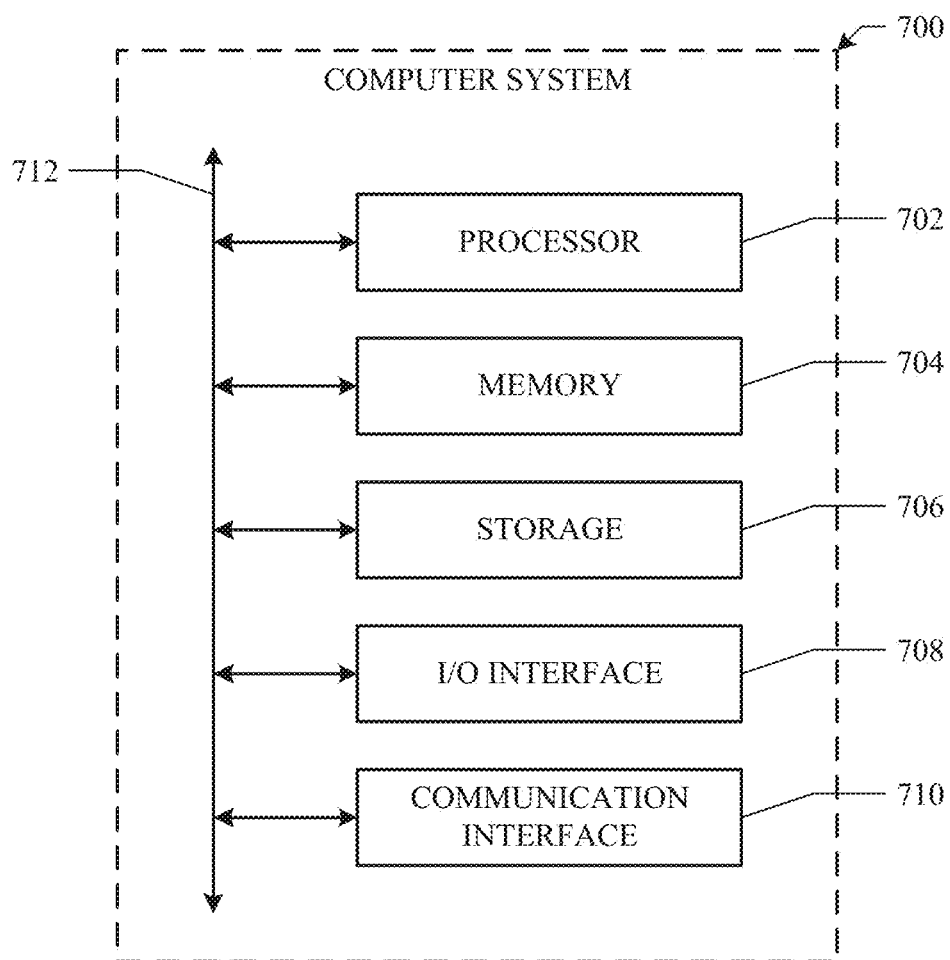 700
COMPUTER SYSTEM
712
PROCESSOR
702
MEMORY
704
STORAGE
706
I/O INTERFACE
708
COMMUNICATION
INTERFACE
710